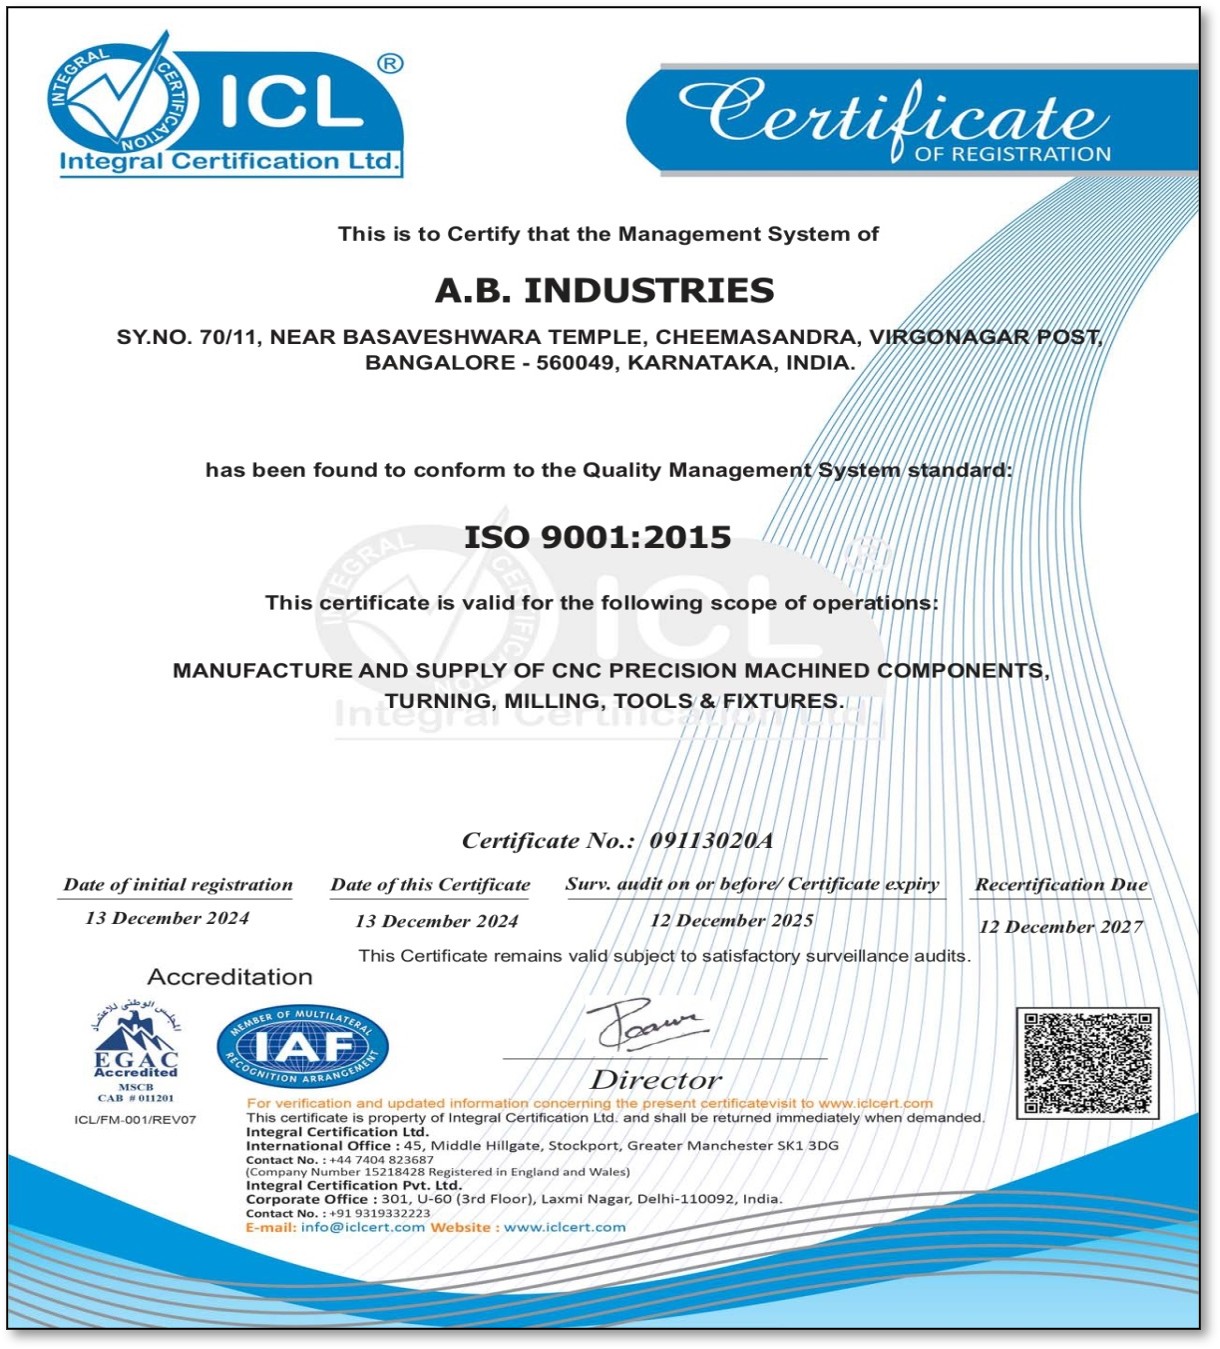 INTEGRAL CERTIFICATION
ICL ®
Integral Certification Ltd.
Certificate
OF REGISTRATION
This is to Certify that the Management System of
A.B. INDUSTRIES
SY.NO. 70/11, NEAR BASAVESHWARA TEMPLE, CHEEMASANDRA, VIRGONAGAR POST,
BANGALORE - 560049, KARNATAKA, INDIA.
has been found to conform to the Quality Management System standard:
ISO 9001:2015
This certificate is valid for the following scope of operations:
MANUFACTURE AND SUPPLY OF CNC PRECISION MACHINED COMPONENTS,
TURNING, MILLING, TOOLS & FIXTURES.
INTEGRAL CERTIFICATION
ICL ®
Integral Certification Ltd.
Certificate No.: 09113020A
Date of initial registration Date of this Certificate Surv. audit on or before/ Certificate expiry Recertification Due
13 December 2024 13 December 2024 12 December 2025 12 December 2027
This Certificate remains valid subject to satisfactory surveillance audits.
Accreditation
المجلس الوطني للاعتماد
EGAC
Accredited
MSCB
CAB # 011201
MEMBER OF MULTILATERAL
IAF
RECOGNITION ARRANGEMENT
Director
ICL/FM-001/REV07
For verification and updated information concerning the present certificatevisit to www.iclcert.com
This certificate is property of Integral Certification Ltd. and shall be returned immediately when demanded.
Integral Certification Ltd.
International Office : 45, Middle Hillgate, Stockport, Greater Manchester SK1 3DG
Contact No. : +44 7404 823687
(Company Number 15218428 Registered in England and Wales)
Integral Certification Pvt. Ltd.
Corporate Office : 301, U-60 (3rd Floor), Laxmi Nagar, Delhi-110092, India.
Contact No. : +91 9319332223
E-mail: info@iclcert.com Website : www.iclcert.com